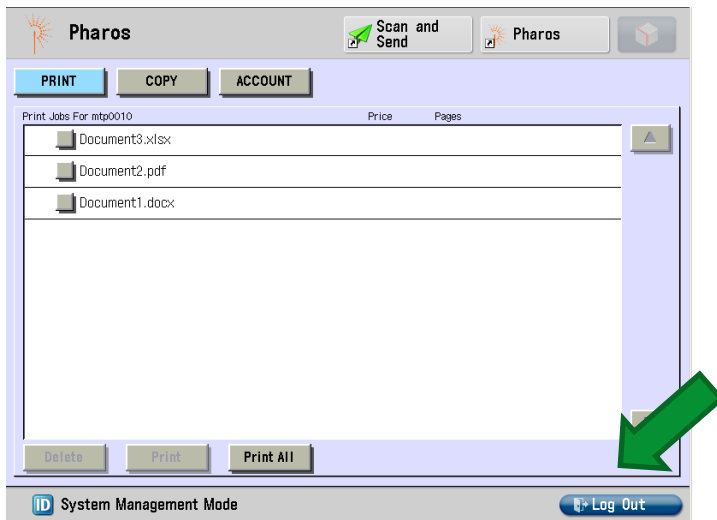 Pharos
Scan and
Send
Pharos
PRINT
COPY
ACCOUNT
Print Jobs For mtp0010
Price
Pages
Document3.xlsx
Document2.pdf
Document1.docx
Delete
Print
Print All
ID System Management Mode
Log Out